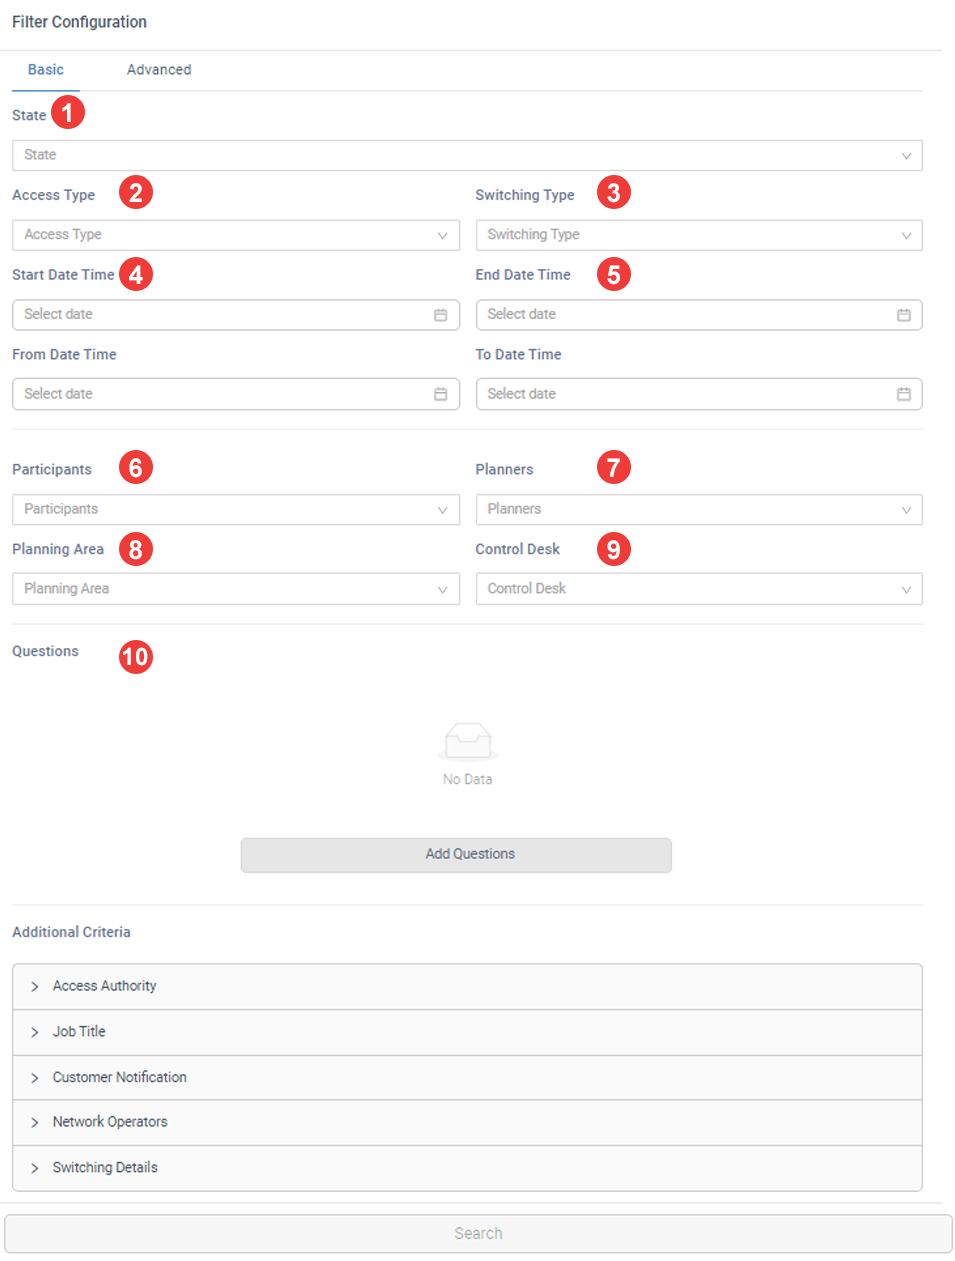 Filter Configuration
Basic Advanced
State 1
State
Access Type 2 Switching Type 3
Access Type Switching Type
Start Date Time 4 End Date Time 5
Select date Select date
From Date Time To Date Time
Select date Select date
Participants 6 Planners 7
Participants Planners
Planning Area 8 Control Desk 9
Planning Area Control Desk
Questions 10
No Data
Add Questions
Additional Criteria
Access Authority
Job Title
Customer Notification
Network Operators
Switching Details
Search